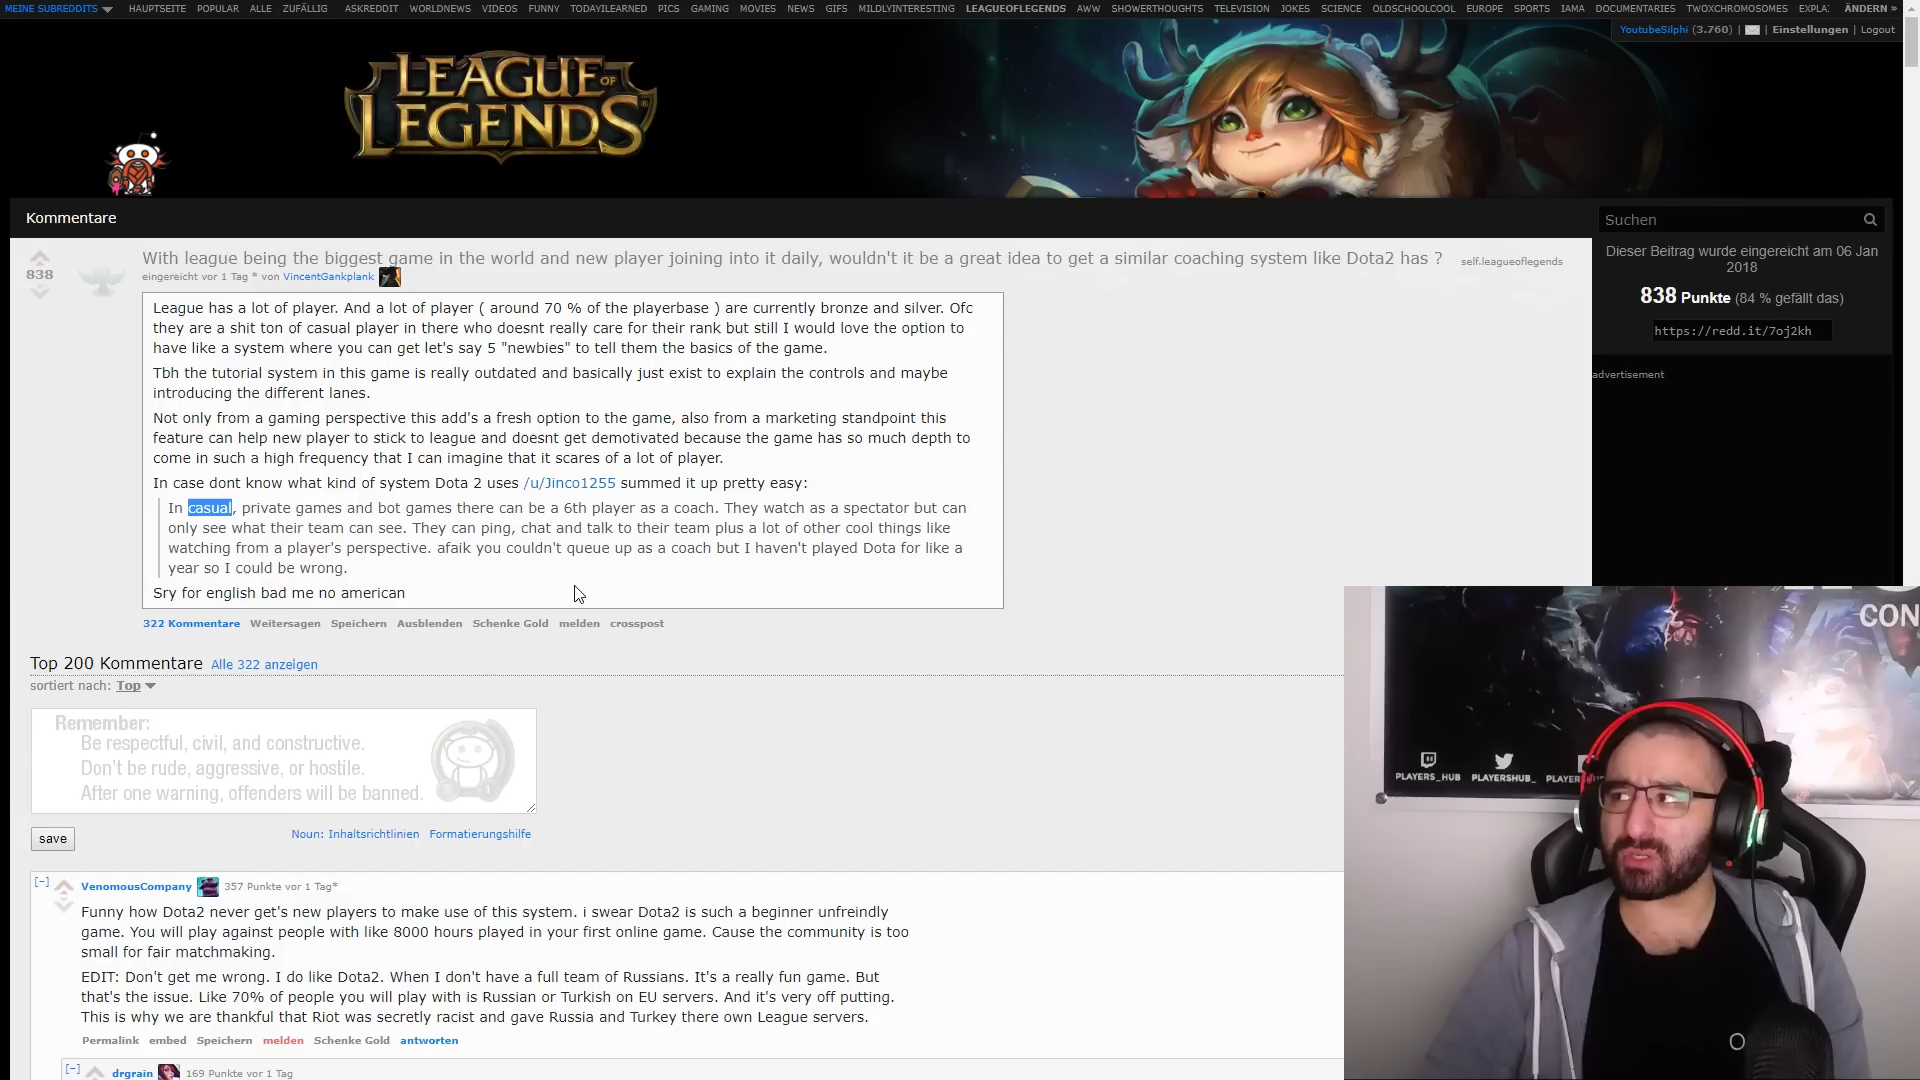 MEINE SUBREDDITS HAUPTSEITE POPULAR ALLE ZUFÄLLIG ASKREDDIT WORLDNEWS VIDEOS FUNNY TODAYILEARNED PICS GAMING MOVIES NEWS GIFS MILDLYINTERESTING LEAGUEOFLEGENDS AWW SHOWERTHOUGHTS TELEVISION JOKES SCIENCE OLDSCHOOLCOOL EUROPE SPORTS IAMA DOCUMENTARIES TWOXCHROMOSOMES EXPLA: ÄNDERN »
YoutubeSilphi (3.760) | | Einstellungen | Logout
LEAGUE OF
LEGENDS
Kommentare
Suchen
838
With league being the biggest game in the world and new player joining into it daily, wouldn't it be a great idea to get a similar coaching system like Dota2 has ? self.leagueoflegends
eingereicht vor 1 Tag * von VincentGankplank
Dieser Beitrag wurde eingereicht am 06 Jan
2018
838 Punkte (84 % gefällt das)
https://redd.it/7oj2kh
advertisement
League has a lot of player. And a lot of player ( around 70 % of the playerbase ) are currently bronze and silver. Ofc
they are a shit ton of casual player in there who doesnt really care for their rank but still I would love the option to
have like a system where you can get let's say 5 "newbies" to tell them the basics of the game.
Tbh the tutorial system in this game is really outdated and basically just exist to explain the controls and maybe
introducing the different lanes.
Not only from a gaming perspective this add's a fresh option to the game, also from a marketing standpoint this
feature can help new player to stick to league and doesnt get demotivated because the game has so much depth to
come in such a high frequency that I can imagine that it scares of a lot of player.
In case dont know what kind of system Dota 2 uses /u/Jinco1255 summed it up pretty easy:
In casual, private games and bot games there can be a 6th player as a coach. They watch as a spectator but can
only see what their team can see. They can ping, chat and talk to their team plus a lot of other cool things like
watching from a player's perspective. afaik you couldn't queue up as a coach but I haven't played Dota for like a
year so I could be wrong.
Sry for english bad me no american
322 Kommentare Weitersagen Speichern Ausblenden Schenke Gold melden crosspost
Top 200 Kommentare Alle 322 anzeigen
sortiert nach: Top
Remember:
Be respectful, civil, and constructive.
Don't be rude, aggressive, or hostile.
After one warning, offenders will be banned.
save
Noun: Inhaltsrichtlinien Formatierungshilfe
[-] VenomousCompany 357 Punkte vor 1 Tag*
Funny how Dota2 never get's new players to make use of this system. i swear Dota2 is such a beginner unfreindly
game. You will play against people with like 8000 hours played in your first online game. Cause the community is too
small for fair matchmaking.
EDIT: Don't get me wrong. I do like Dota2. When I don't have a full team of Russians. It's a really fun game. But
that's the issue. Like 70% of people you will play with is Russian or Turkish on EU servers. And it's very off putting.
This is why we are thankful that Riot was secretly racist and gave Russia and Turkey there own League servers.
Permalink embed Speichern melden Schenke Gold antworten
[-] drgrain 169 Punkte vor 1 Tag
CON
PLAYERS_HUB PLAYERSHUB_